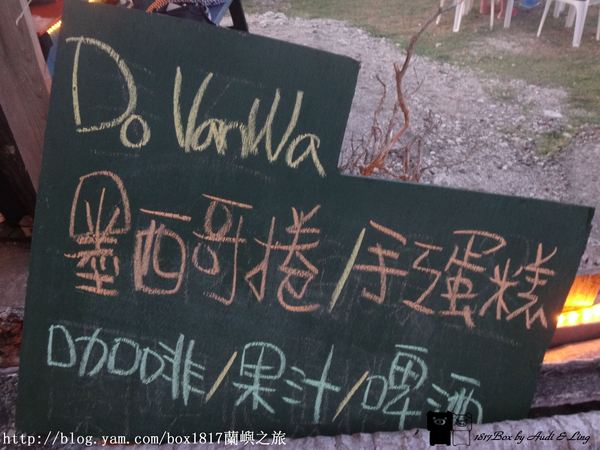 Do VanWa
墨西哥捲/手工蛋糕
咖啡/果汁/啤酒
http://blog.yam.com/box1817蘭嶼之旅
1817Box by Audi & Ling